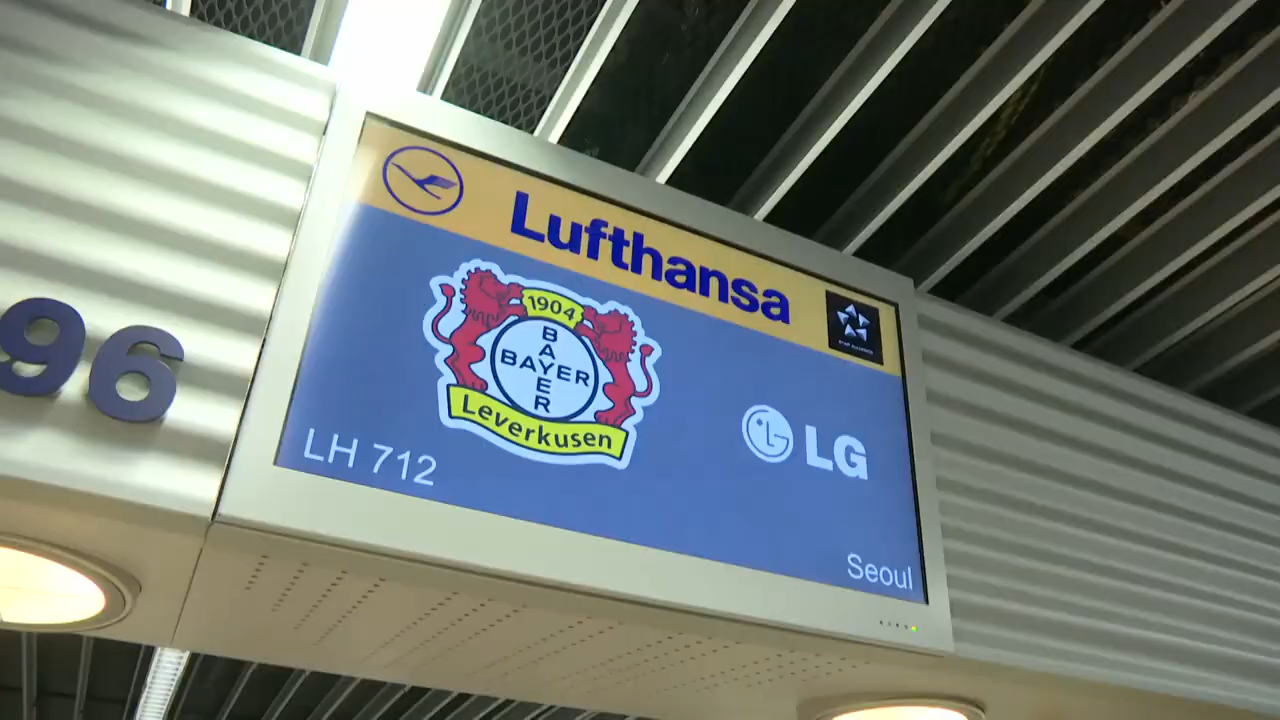 Lufthansa
96
1904
BAYER
BAYER
Leverkusen
LG
LH 712
Seoul